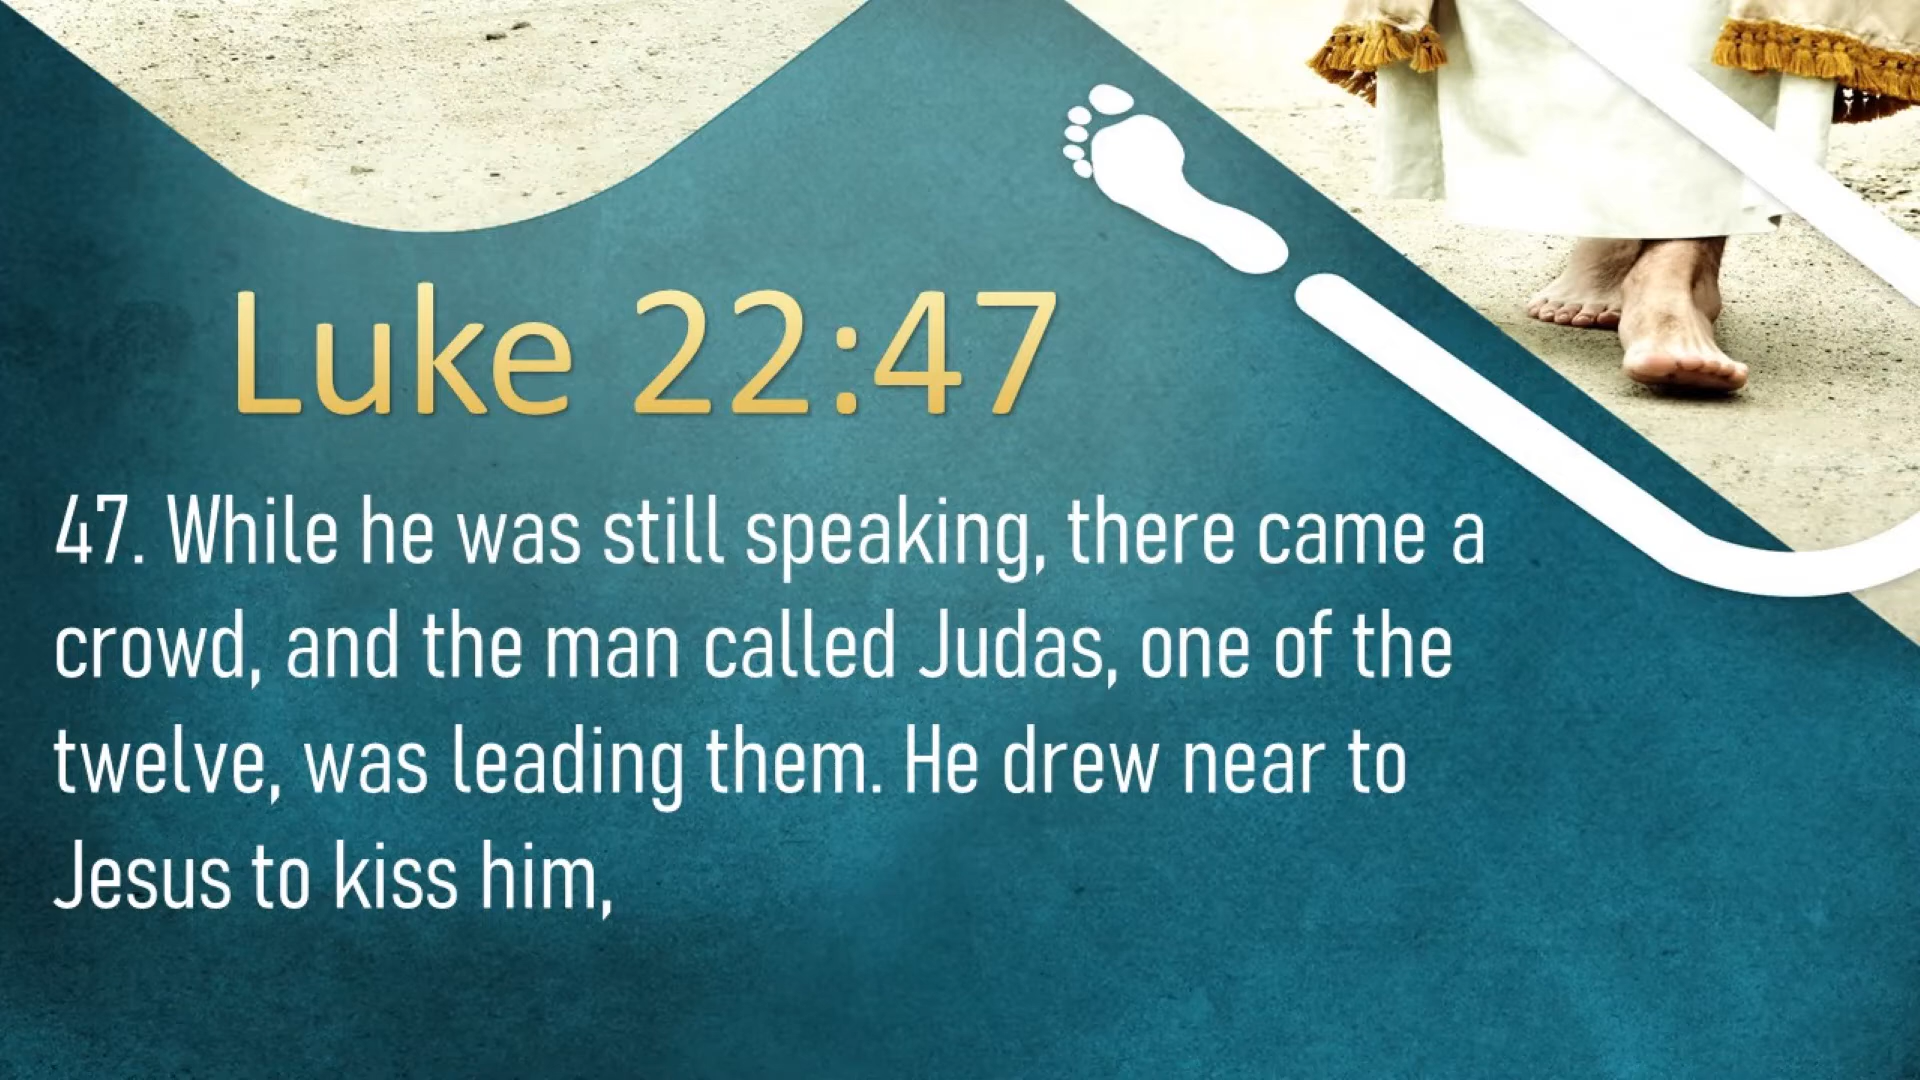 Luke 22:47
47. While he was still speaking, there came a
crowd, and the man called Judas, one of the
twelve, was leading them. He drew near to
Jesus to kiss him,